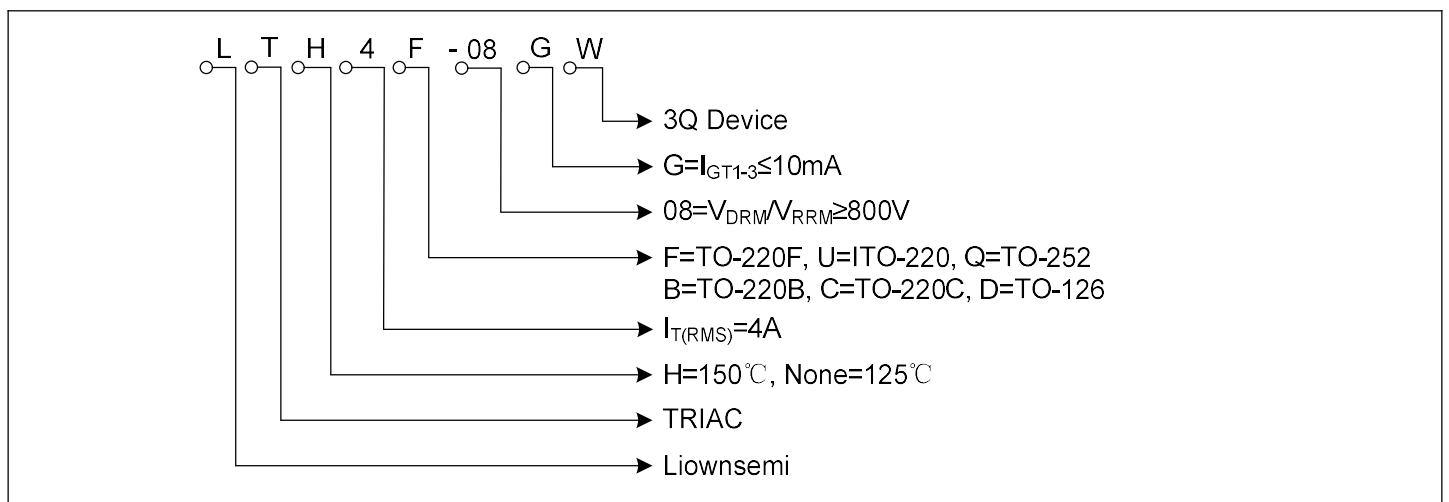 L T H 4 F - 08 G W
3Q Device
G=IGT1-3≤10mA
08=VDRM/VRRM≥800V
F=TO-220F, U=ITO-220, Q=TO-252
B=TO-220B, C=TO-220C, D=TO-126
IT(RMS)=4A
H=150℃, None=125℃
TRIAC
Liownsemi